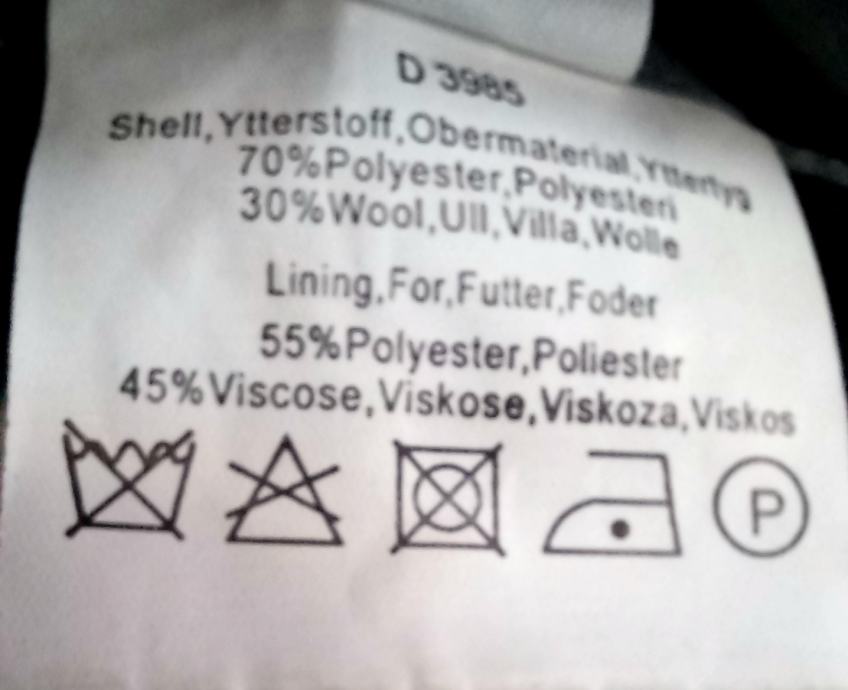 D 3985
Shell,Ytterstoff,Obermaterial,Yttertyg
70%Polyester,Polyesteri
30%Wool,Ull,Villa,Wolle
Lining,For,Futter,Foder
55%Polyester,Poliester
45%Viscose,Viskose,Viskoza,Viskos
P